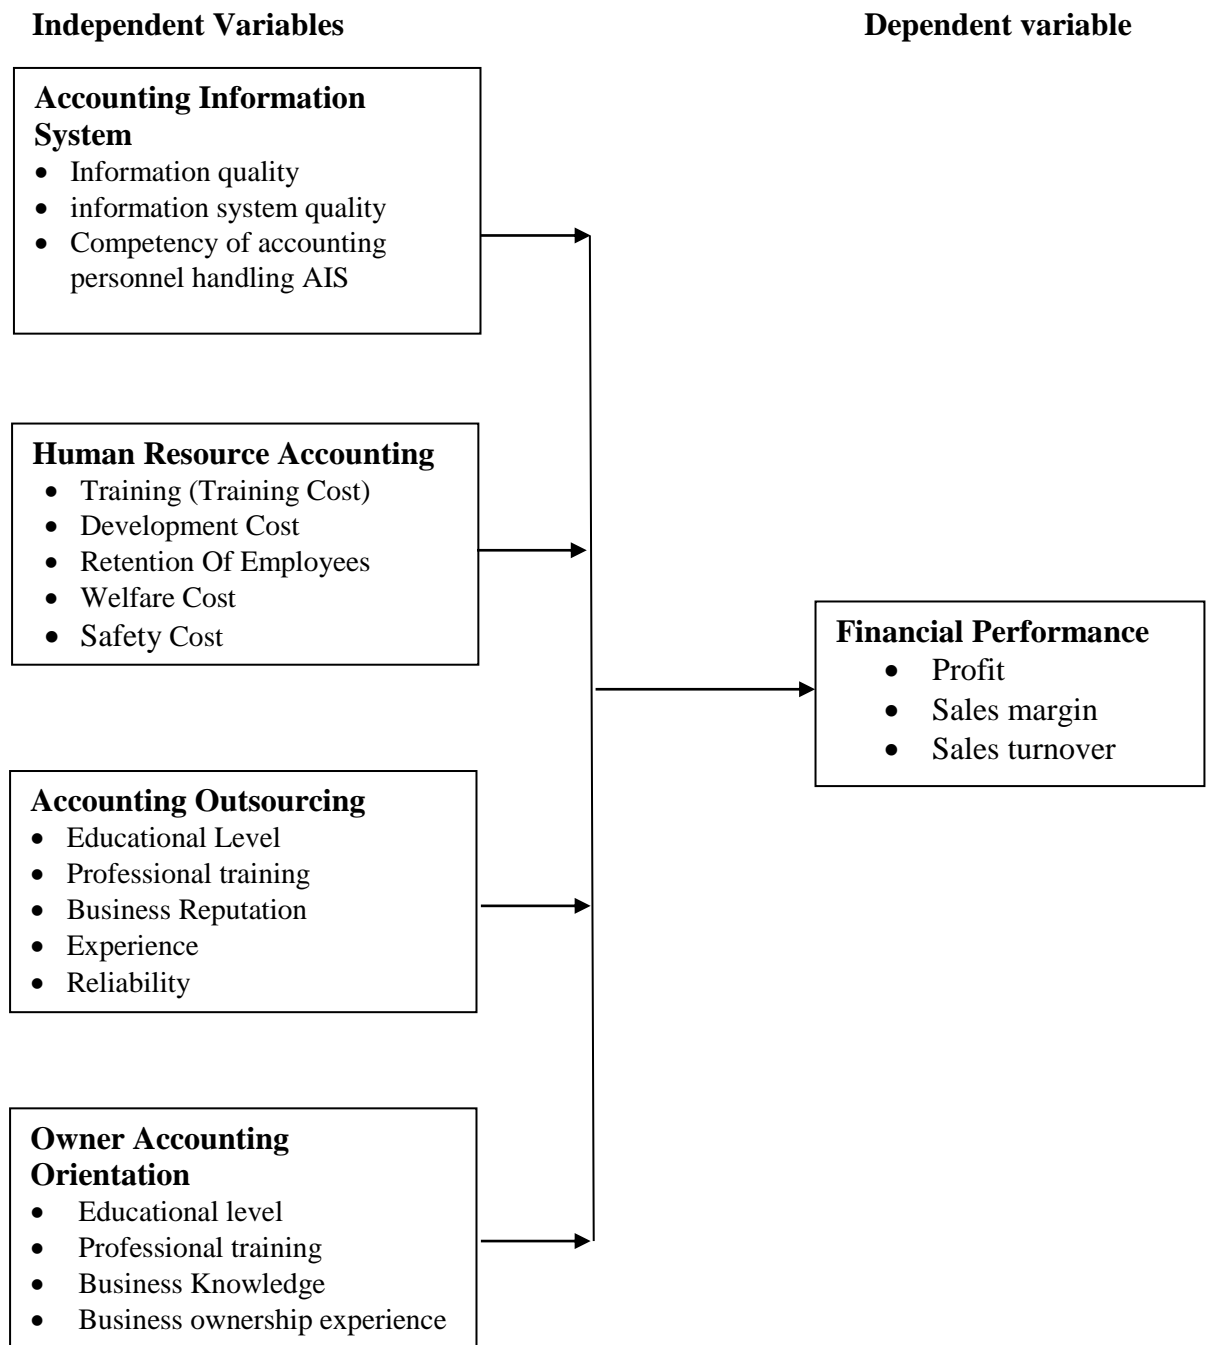 Independent Variables
Dependent variable
Accounting Information
System
• Information quality
• information system quality
• Competency of accounting
personnel handling AIS
Human Resource Accounting
• Training (Training Cost)
• Development Cost
• Retention Of Employees
• Welfare Cost
• Safety Cost
Financial Performance
• Profit
• Sales margin
• Sales turnover
Accounting Outsourcing
• Educational Level
• Professional training
• Business Reputation
• Experience
• Reliability
Owner Accounting
Orientation
• Educational level
• Professional training
• Business Knowledge
• Business ownership experience